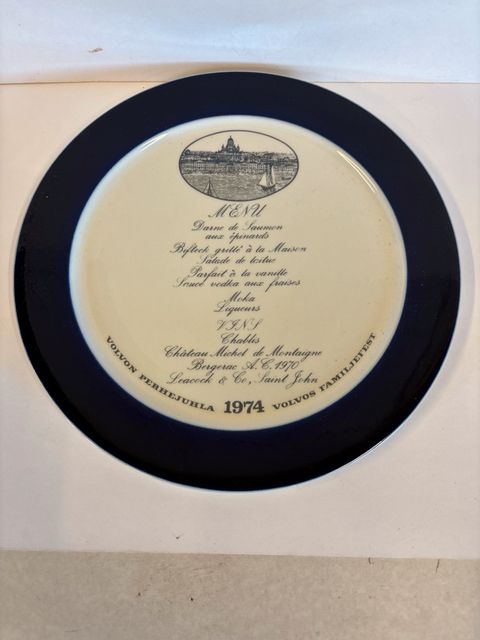 MENU
Darne de Saumon
aux épinards
Bifteck grillé à la Maison
Salade de laitue
Parfait à la vanille
Sauce vodka aux fraises
Moka
Liqueurs
VINS
Chablis
Château Michel de Montaigne
Bergerac A.C. 1970
Leacock & Co, Saint John
VOLVON PERHEJUHLA 1974 VOLVOS FAMILJEFEST